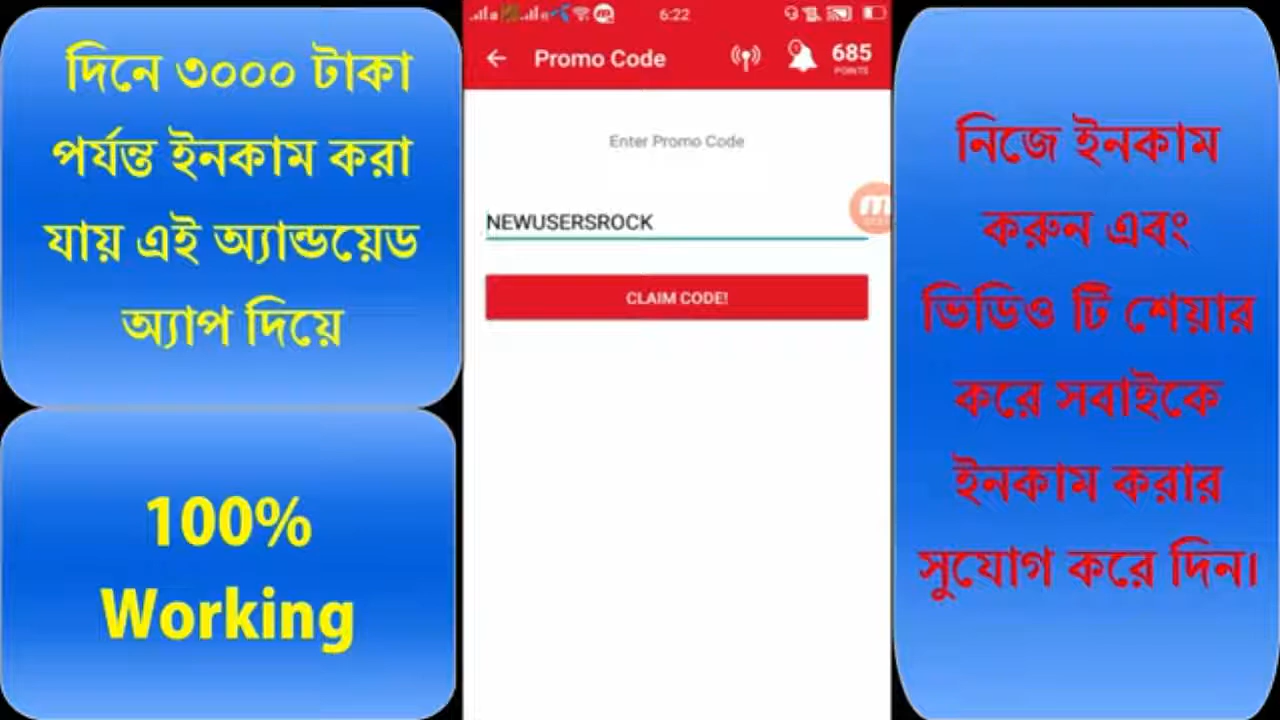 দিনে ৩০০০ টাকা
পর্যন্ত ইনকাম করা
যায় এই অ্যান্ডয়েড
অ্যাপ দিয়ে
100%
Working
6:22
Promo Code
685
POINTS
Enter Promo Code
NEWUSERSROCK
CLAIM CODE!
নিজে ইনকাম
করুন এবং
ভিডিও টি শেয়ার
করে সবাইকে
ইনকাম করার
সুযোগ করে দিন।